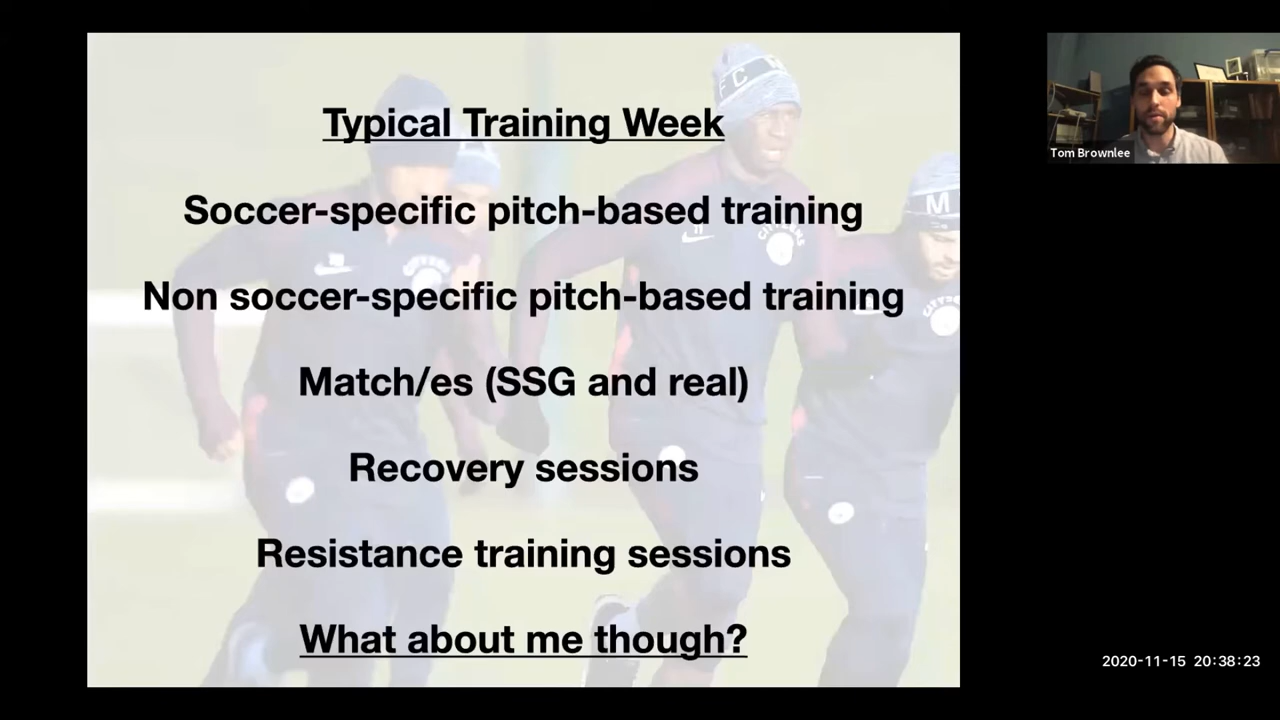 Typical Training Week
Soccer-specific pitch-based training
Non soccer-specific pitch-based training
Match/es (SSG and real)
Recovery sessions
Resistance training sessions
What about me though?
Tom Brownlee
2020-11-15 20:38:23
FC
M